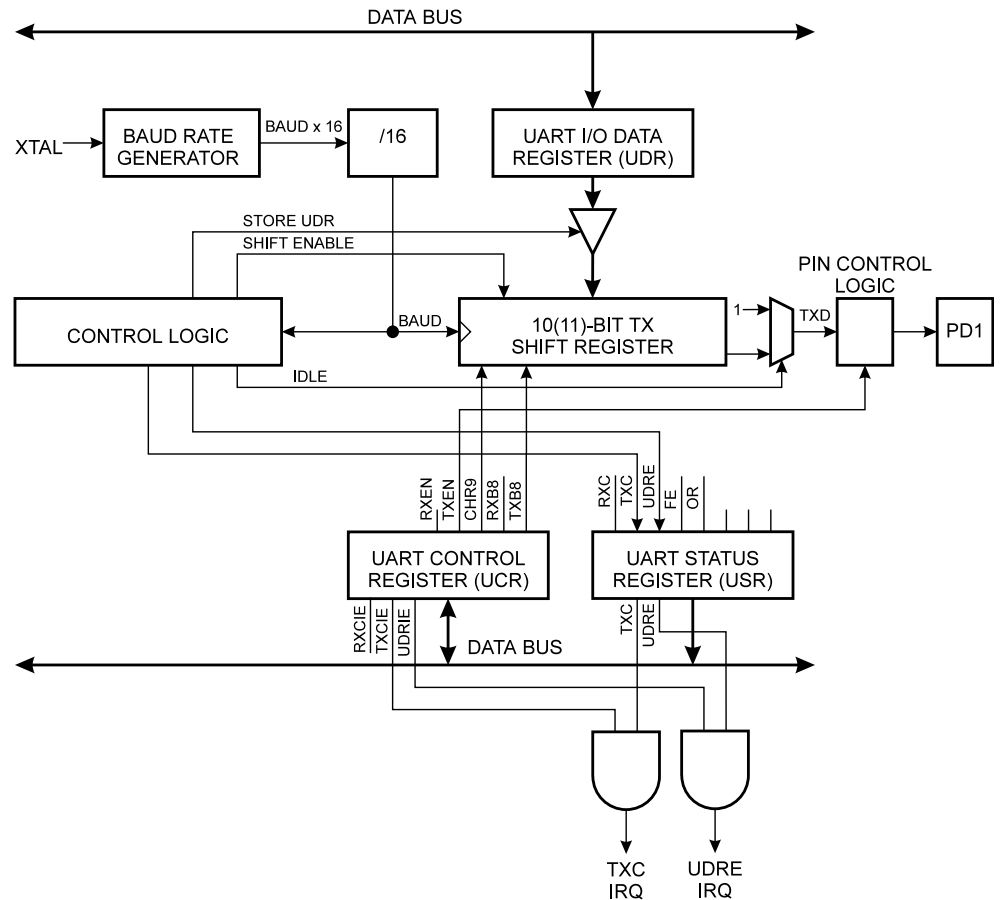 DATA BUS
XTAL
BAUD RATE
GENERATOR
BAUD x 16
/16
UART I/O DATA
REGISTER (UDR)
STORE UDR
SHIFT ENABLE
PIN CONTROL
LOGIC
CONTROL LOGIC
BAUD
10(11)-BIT TX
SHIFT REGISTER
1
TXD
PD1
IDLE
RXEN
TXEN
CHR9
RXB8
TXB8
RXC
TXC
UDRE
FE
OR
UART CONTROL
REGISTER (UCR)
UART STATUS
REGISTER (USR)
RXCIE
TXCIE
UDRIE
TXC
UDRE
DATA BUS
TXC
IRQ
UDRE
IRQ